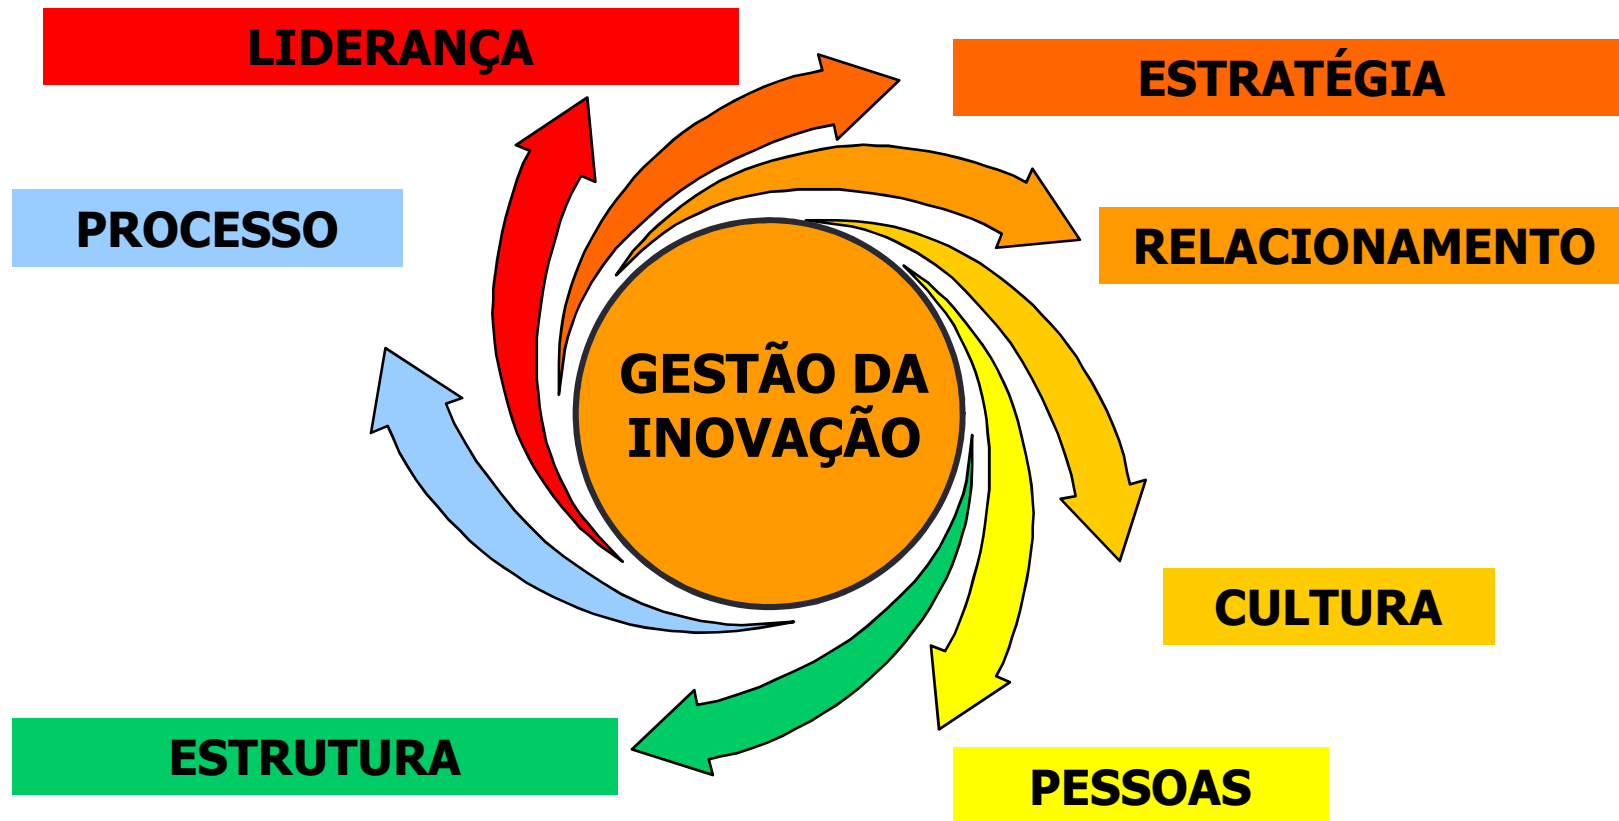 LIDERANÇA
ESTRATÉGIA
PROCESSO
RELACIONAMENTO
GESTÃO DA
INOVAÇÃO
CULTURA
ESTRUTURA
PESSOAS